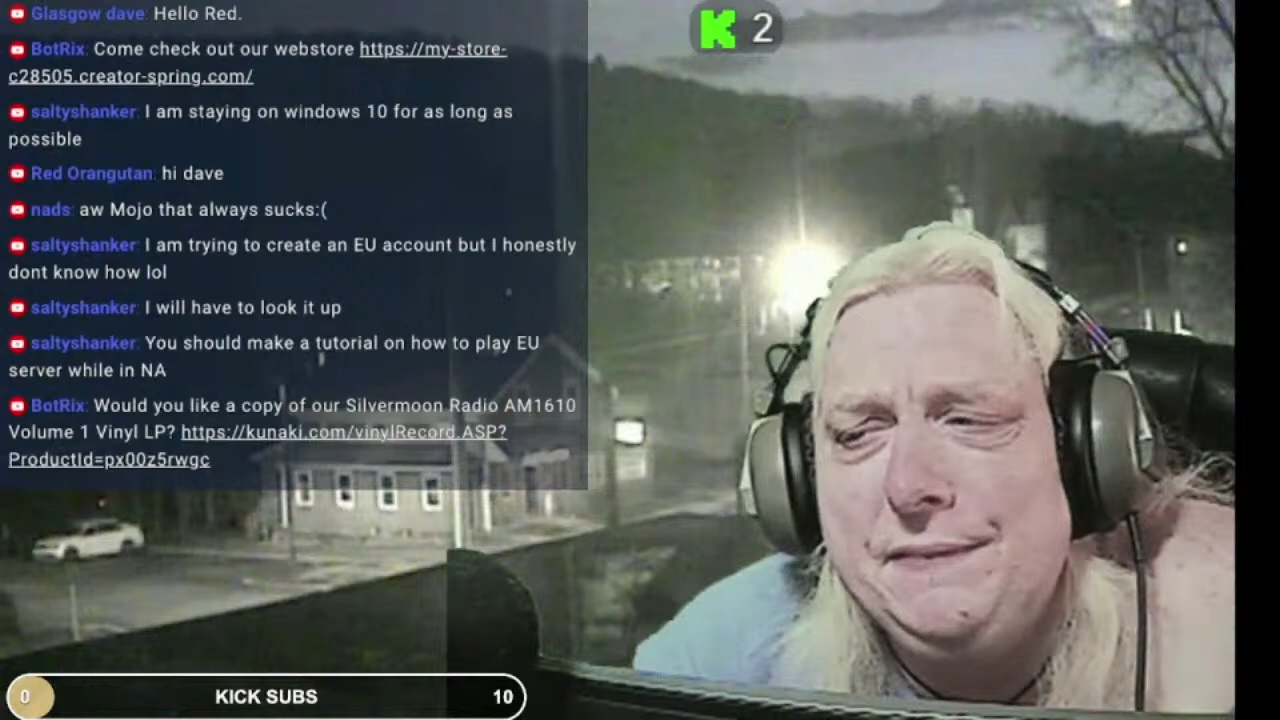 Glasgow dave: Hello Red.
BotRix: Come check out our webstore https://my-store-
c28505.creator-spring.com/
saltyshanker: I am staying on windows 10 for as long as
possible
Red Orangutan: hi dave
nads: aw Mojo that always sucks:(
saltyshanker: I am trying to create an EU account but I honestly
dont know how lol
saltyshanker: I will have to look it up
saltyshanker: You should make a tutorial on how to play EU
server while in NA
BotRix: Would you like a copy of our Silvermoon Radio AM1610
Volume 1 Vinyl LP? https://kunaki.com/vinylRecord.ASP?
ProductId=px00z5rwgc
K 2
0 KICK SUBS 10